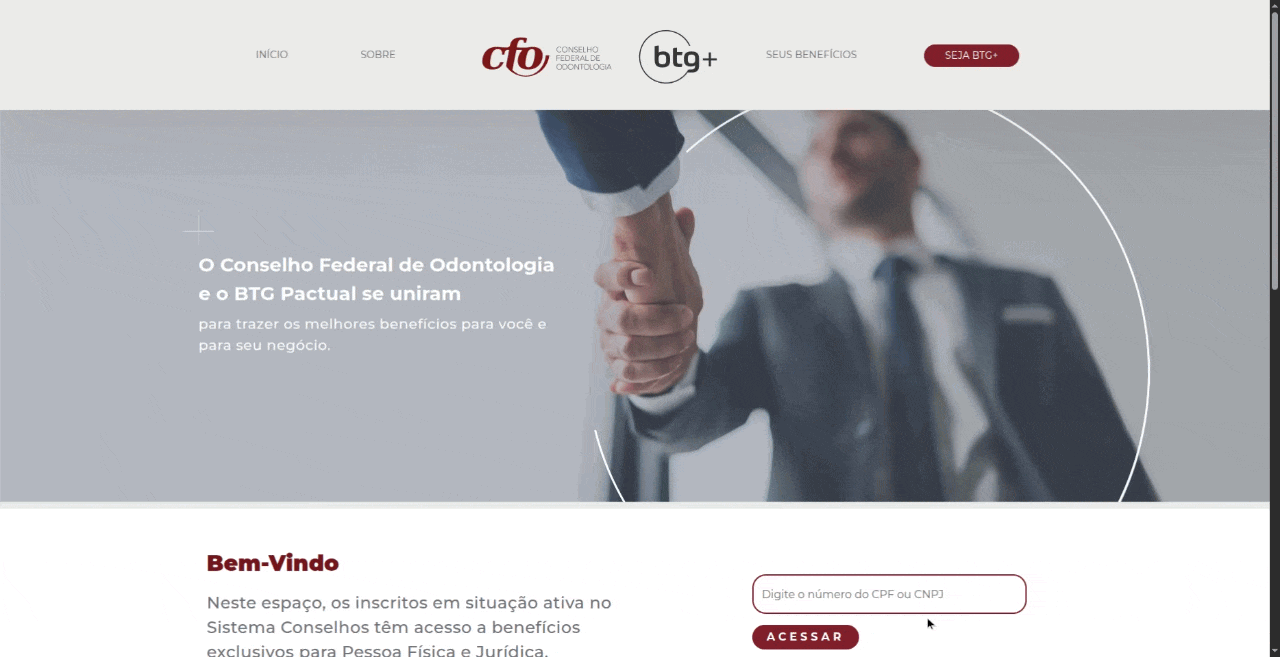 INÍCIO
SOBRE
cfo
CONSELHO
FEDERAL DE
ODONTOLOGIA
btg+
SEUS BENEFÍCIOS
SEJA BTG+
O Conselho Federal de Odontologia
e o BTG Pactual se uniram
para trazer os melhores benefícios para você e
para seu negócio.
Bem-Vindo
Neste espaço, os inscritos em situação ativa no
Sistema Conselhos têm acesso a benefícios
exclusivos para Pessoa Física e Jurídica.
Digite o número do CPF ou CNPJ
ACESSAR